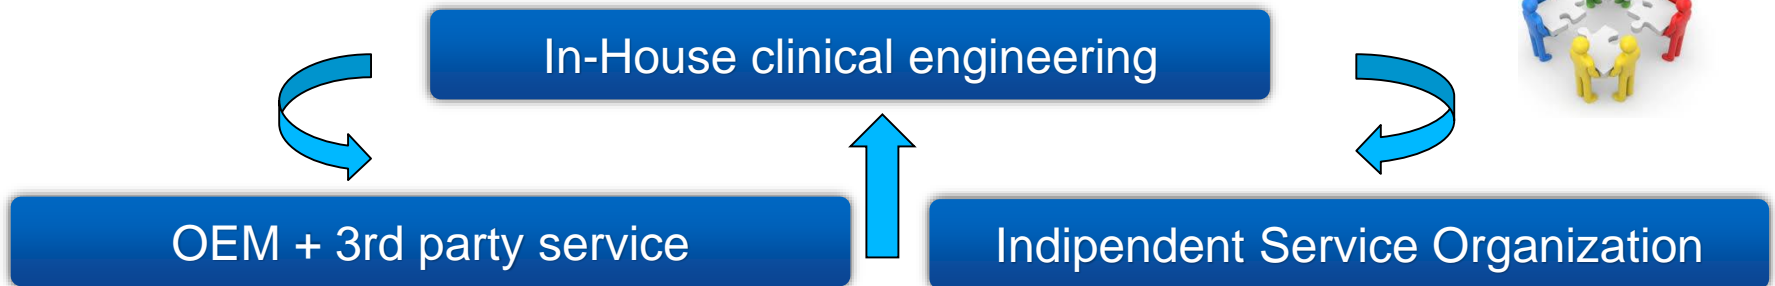 In-House clinical engineering
OEM + 3rd party service
Indipendent Service Organization